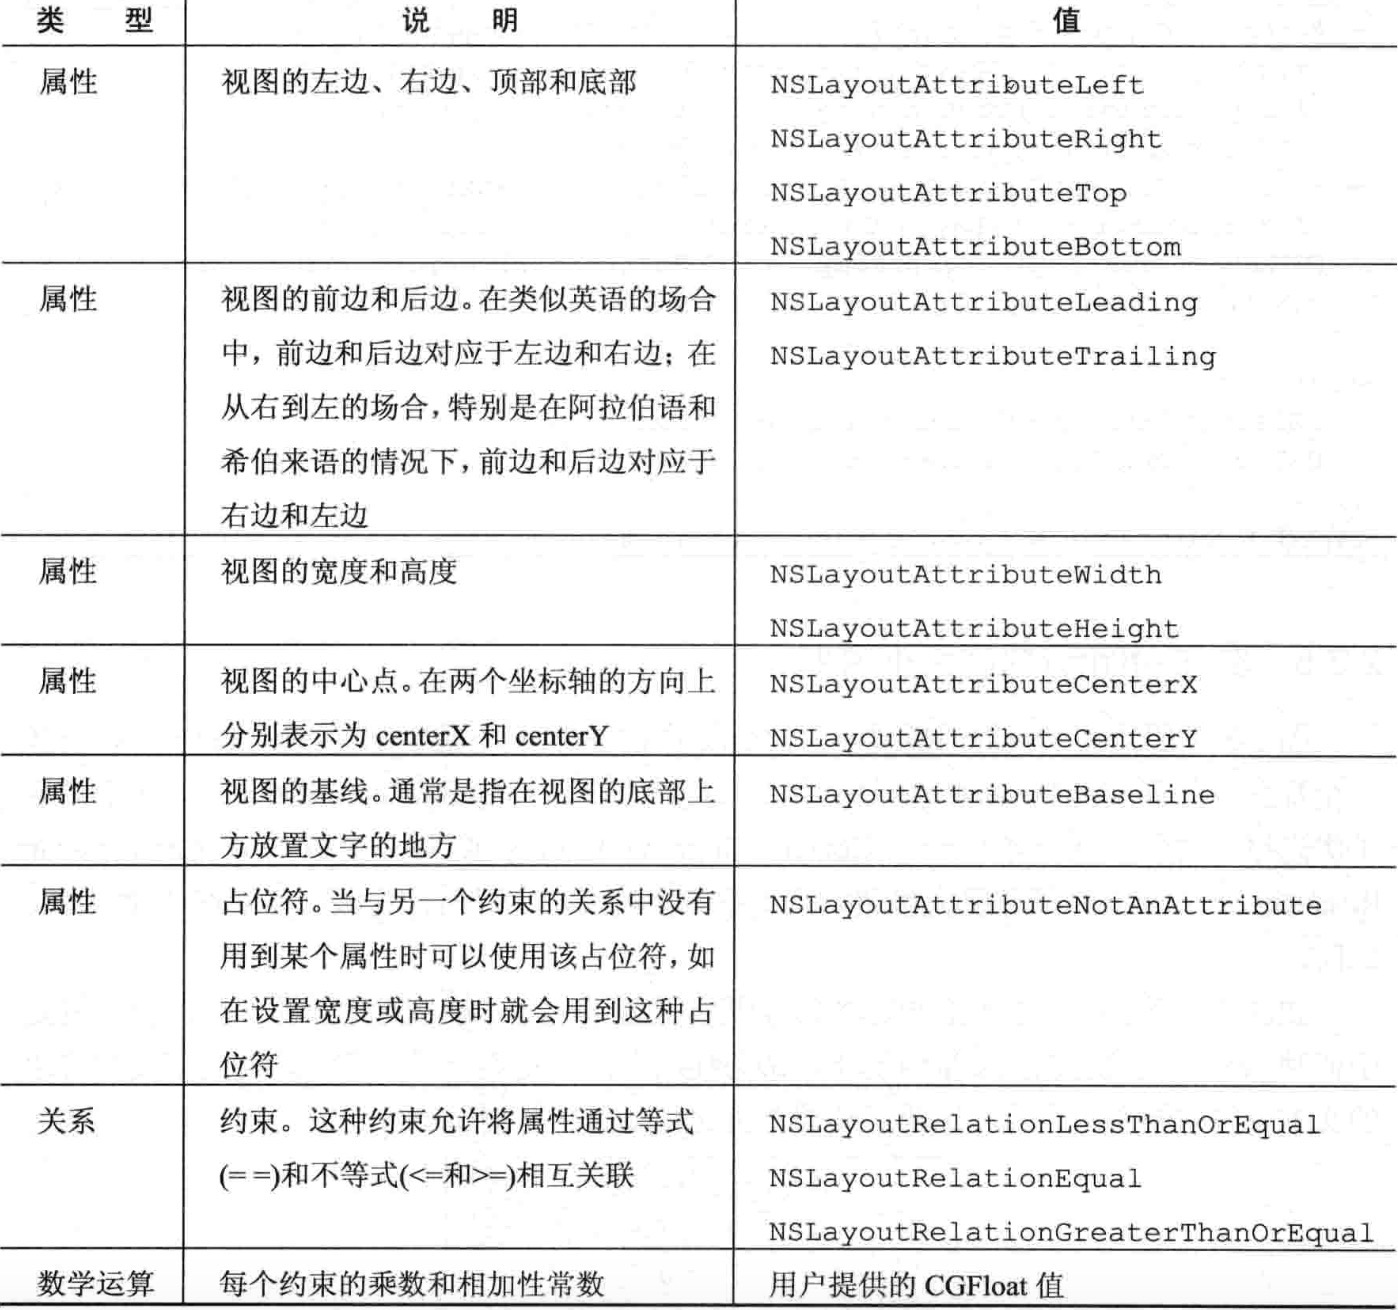 类 型 说 明 值
属性 视图的左边、右边、顶部和底部 NSLayoutAttributeLeft
NSLayoutAttributeRight
NSLayoutAttributeTop
NSLayoutAttributeBottom
属性 视图的前边和后边。在类似英语的场合 NSLayoutAttributeLeading
中，前边和后边对应于左边和右边；在 NSLayoutAttributeTrailing
从右到左的场合，特别是在阿拉伯语和
希伯来语的情况下，前边和后边对应于
右边和左边
属性 视图的宽度和高度 NSLayoutAttributeWidth
NSLayoutAttributeHeight
属性 视图的中心点。在两个坐标轴的方向上 NSLayoutAttributeCenterX
分别表示为 centerX 和 centerY NSLayoutAttributeCenterY
属性 视图的基线。通常是指在视图的底部上 NSLayoutAttributeBaseline
方放置文字的地方
属性 占位符。当与另一个约束的关系中没有 NSLayoutAttributeNotAnAttribute
用到某个属性时可以使用该占位符，如
在设置宽度或高度时就会用到这种占
位符
关系 约束。这种约束允许将属性通过等式 NSLayoutRelationLessThanOrEqual
(= =)和不等式(<=和>=)相互关联 NSLayoutRelationEqual
NSLayoutRelationGreaterThanOrEqual
数学运算 每个约束的乘数和相加性常数 用户提供的 CGFloat 值